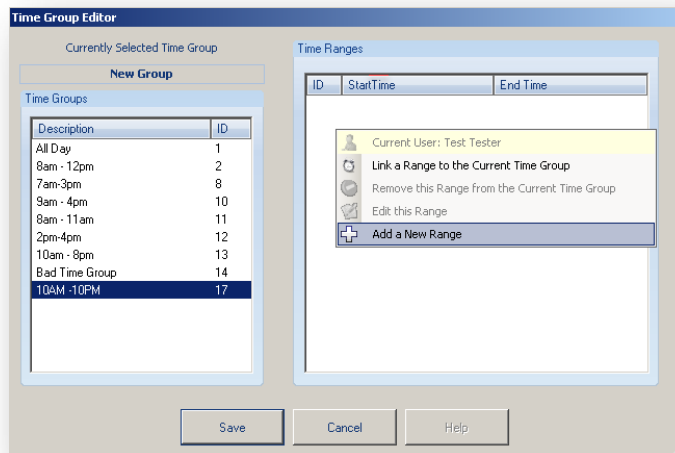 Time Group Editor
Currently Selected Time Group
New Group
Time Groups
Description ID
All Day 1
8am - 12pm 2
7am-3pm 8
9am - 4pm 10
8am - 11am 11
2pm-4pm 12
10am - 8pm 13
Bad Time Group 14
10AM -10PM 17
Time Ranges
ID StartTime End Time
Current User: Test Tester
Link a Range to the Current Time Group
Remove this Range from the Current Time Group
Edit this Range
Add a New Range
Save Cancel Help